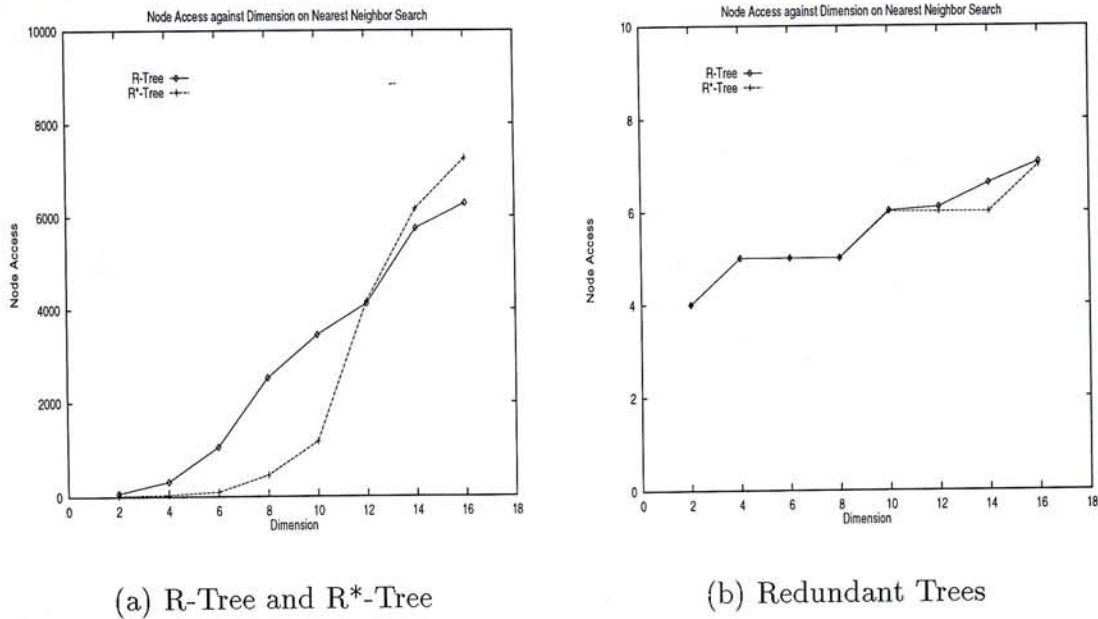 Node Access against Dimension on Nearest Neighbor Search
10000
8000
6000
4000
2000
0
R-Tree
R*-Tree
Node Access
0 2 4 6 8 10 12 14 16 18
Dimension
(a) R-Tree and R*-Tree
Node Access against Dimension on Nearest Neighbor Search
10
8
6
4
2
0
R-Tree
R*-Tree
Node Access
0 2 4 6 8 10 12 14 16 18
Dimension
(b) Redundant Trees